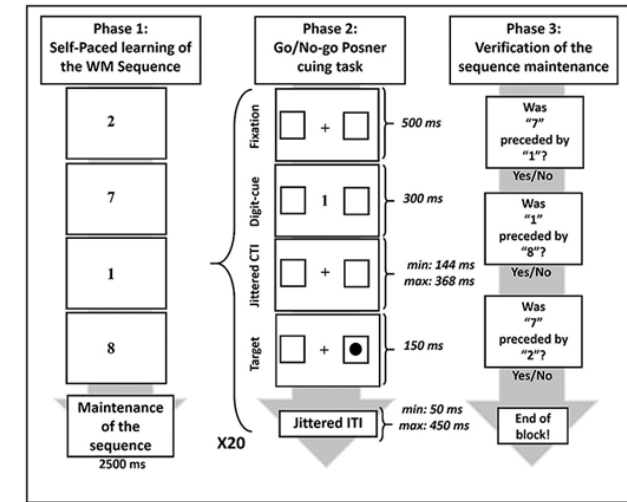 Phase 1:
Self-Paced learning of
the WM Sequence
2
7
1
8
Maintenance
of the
sequence
2500 ms
Phase 2:
Go/No-go Posner
cuing task
Fixation
+
500 ms
Digit-cue
1
300 ms
Jittered CTI
+
min: 144 ms
max: 368 ms
Target
+
150 ms
X20
Jittered ITI
min: 50 ms
max: 450 ms
Phase 3:
Verification of the
sequence maintenance
Was
“7”
preceded by
“1”?
Yes/No
Was
“1”
preceded by
“8”?
Yes/No
Was
“7”
preceded by
“2”?
Yes/No
End of
block!